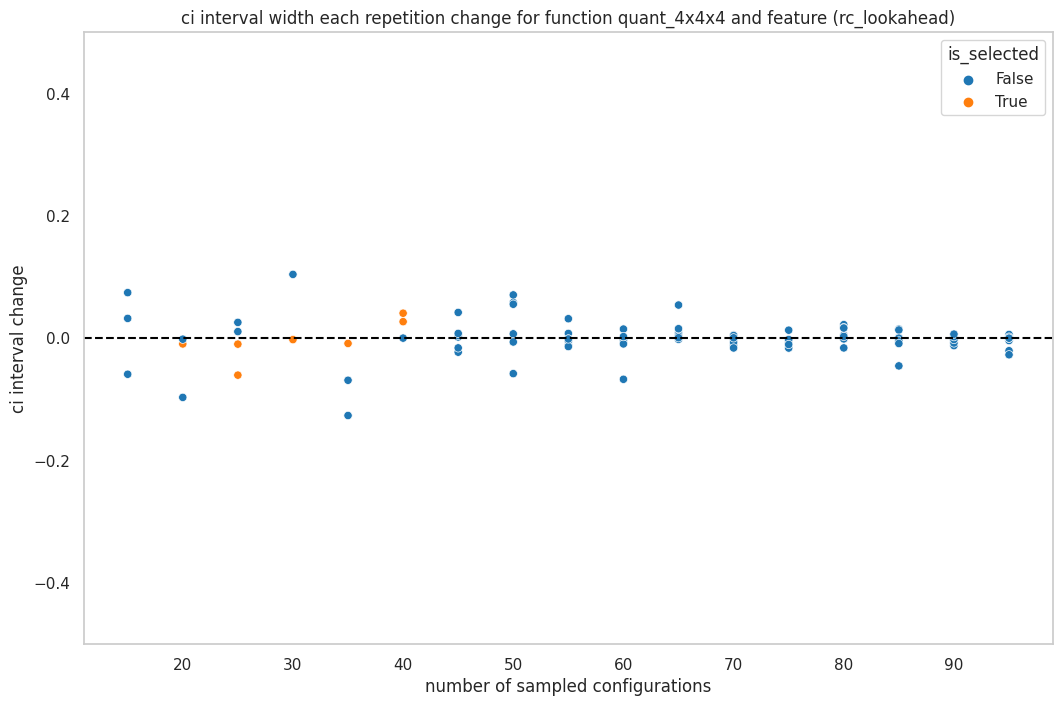 ci interval width each repetition change for function quant_4x4x4 and feature (rc_lookahead)
is_selected
False
True
ci interval change
0.4
0.2
0.0
−0.2
−0.4
20 30 40 50 60 70 80 90
number of sampled configurations